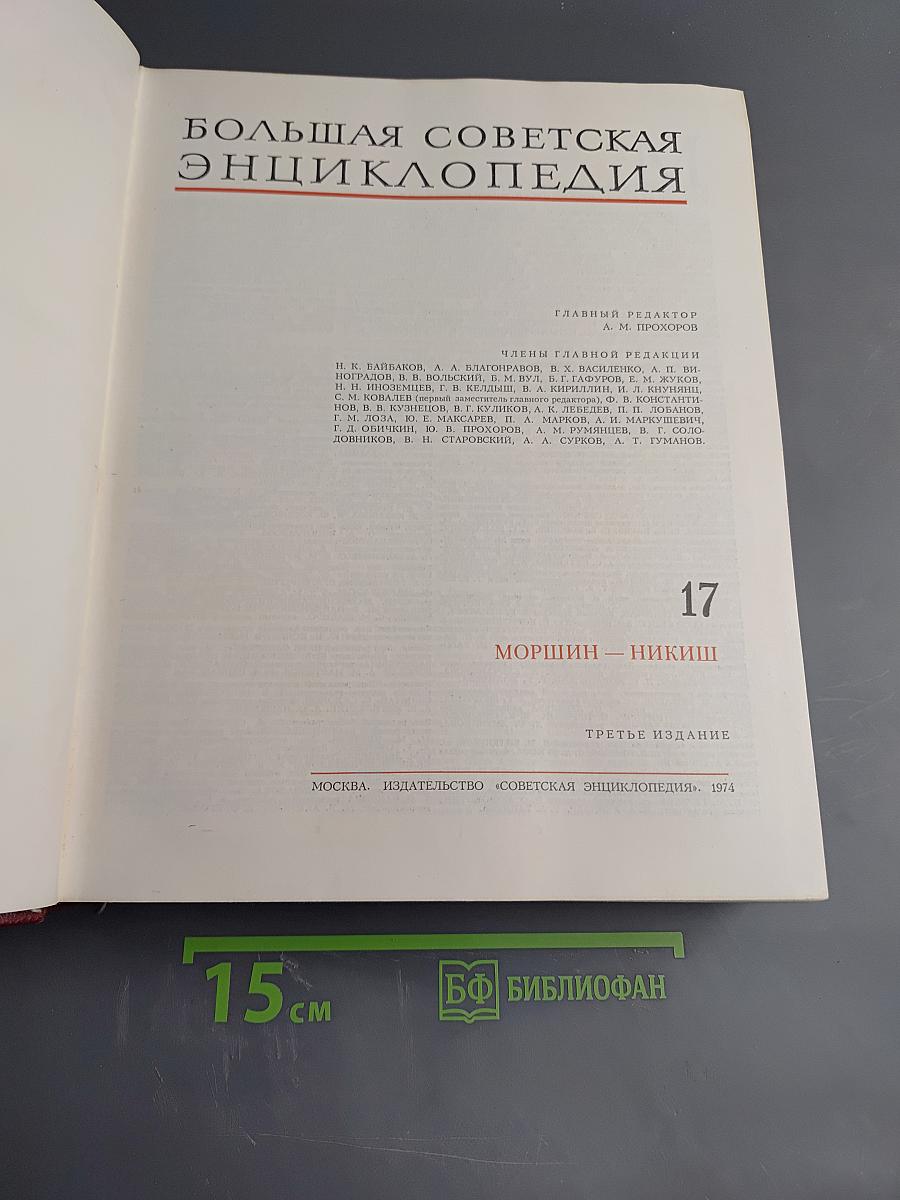 БОЛЬШАЯ СОВЕТСКАЯ
ЭНЦИКЛОПЕДИЯ
ГЛАВНЫЙ РЕДАКТОР
А. М. ПРОХОРОВ
ЧЛЕНЫ ГЛАВНОЙ РЕДАКЦИИ
Н. К. БАЙБАКОВ, А. А. БЛАГОНРАВОВ, В. Х. ВАСИЛЕНКО, А. П. ВИ-
НОГРАДОВ, В. В. ВОЛЬСКИЙ, Б. М. ВУЛ, Б. Г. ГАФУРОВ, Е. М. ЖУКОВ,
Н. Н. ИНОЗЕМЦЕВ, Г. В. КЕЛДЫШ, В. А. КИРИЛЛИН, И. Л. КНУНЯНЦ,
С. М. КОВАЛЕВ (первый заместитель главного редактора), Ф. В. КОНСТАНТИ-
НОВ, В. В. КУЗНЕЦОВ, В. Г. КУЛИКОВ, А. К. ЛЕБЕДЕВ, П. П. ЛОБАНОВ,
Г. М. ЛОЗА, Ю. Е. МАКСАРЕВ, П. А. МАРКОВ, А. И. МАРКУШЕВИЧ,
Г. Д. ОБИЧКИН, Ю. В. ПРОХОРОВ, А. М. РУМЯНЦЕВ, В. Г. СОЛО-
ДОВНИКОВ, В. Н. СТАРОВСКИЙ, А. А. СУРКОВ, А. Т. ГУМАНОВ.
17
МОРШИН — НИКИШ
ТРЕТЬЕ ИЗДАНИЕ
МОСКВА. ИЗДАТЕЛЬСТВО «СОВЕТСКАЯ ЭНЦИКЛОПЕДИЯ». 1974
15 см
БФ БИБЛИОФАН